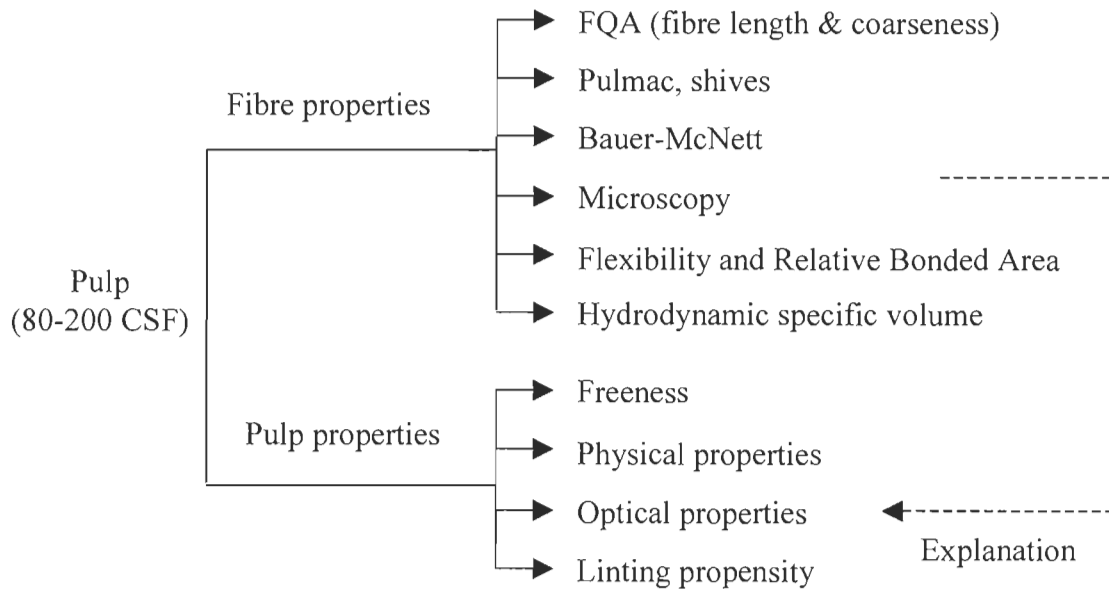 FQA (fibre length & coarseness)
Pulmac, shives
Fibre properties
Bauer-McNett
Microscopy
Flexibility and Relative Bonded Area
Pulp
(80-200 CSF)
Hydrodynamic specific volume
Freeness
Pulp properties
Physical properties
Optical properties
Explanation
Linting propensity